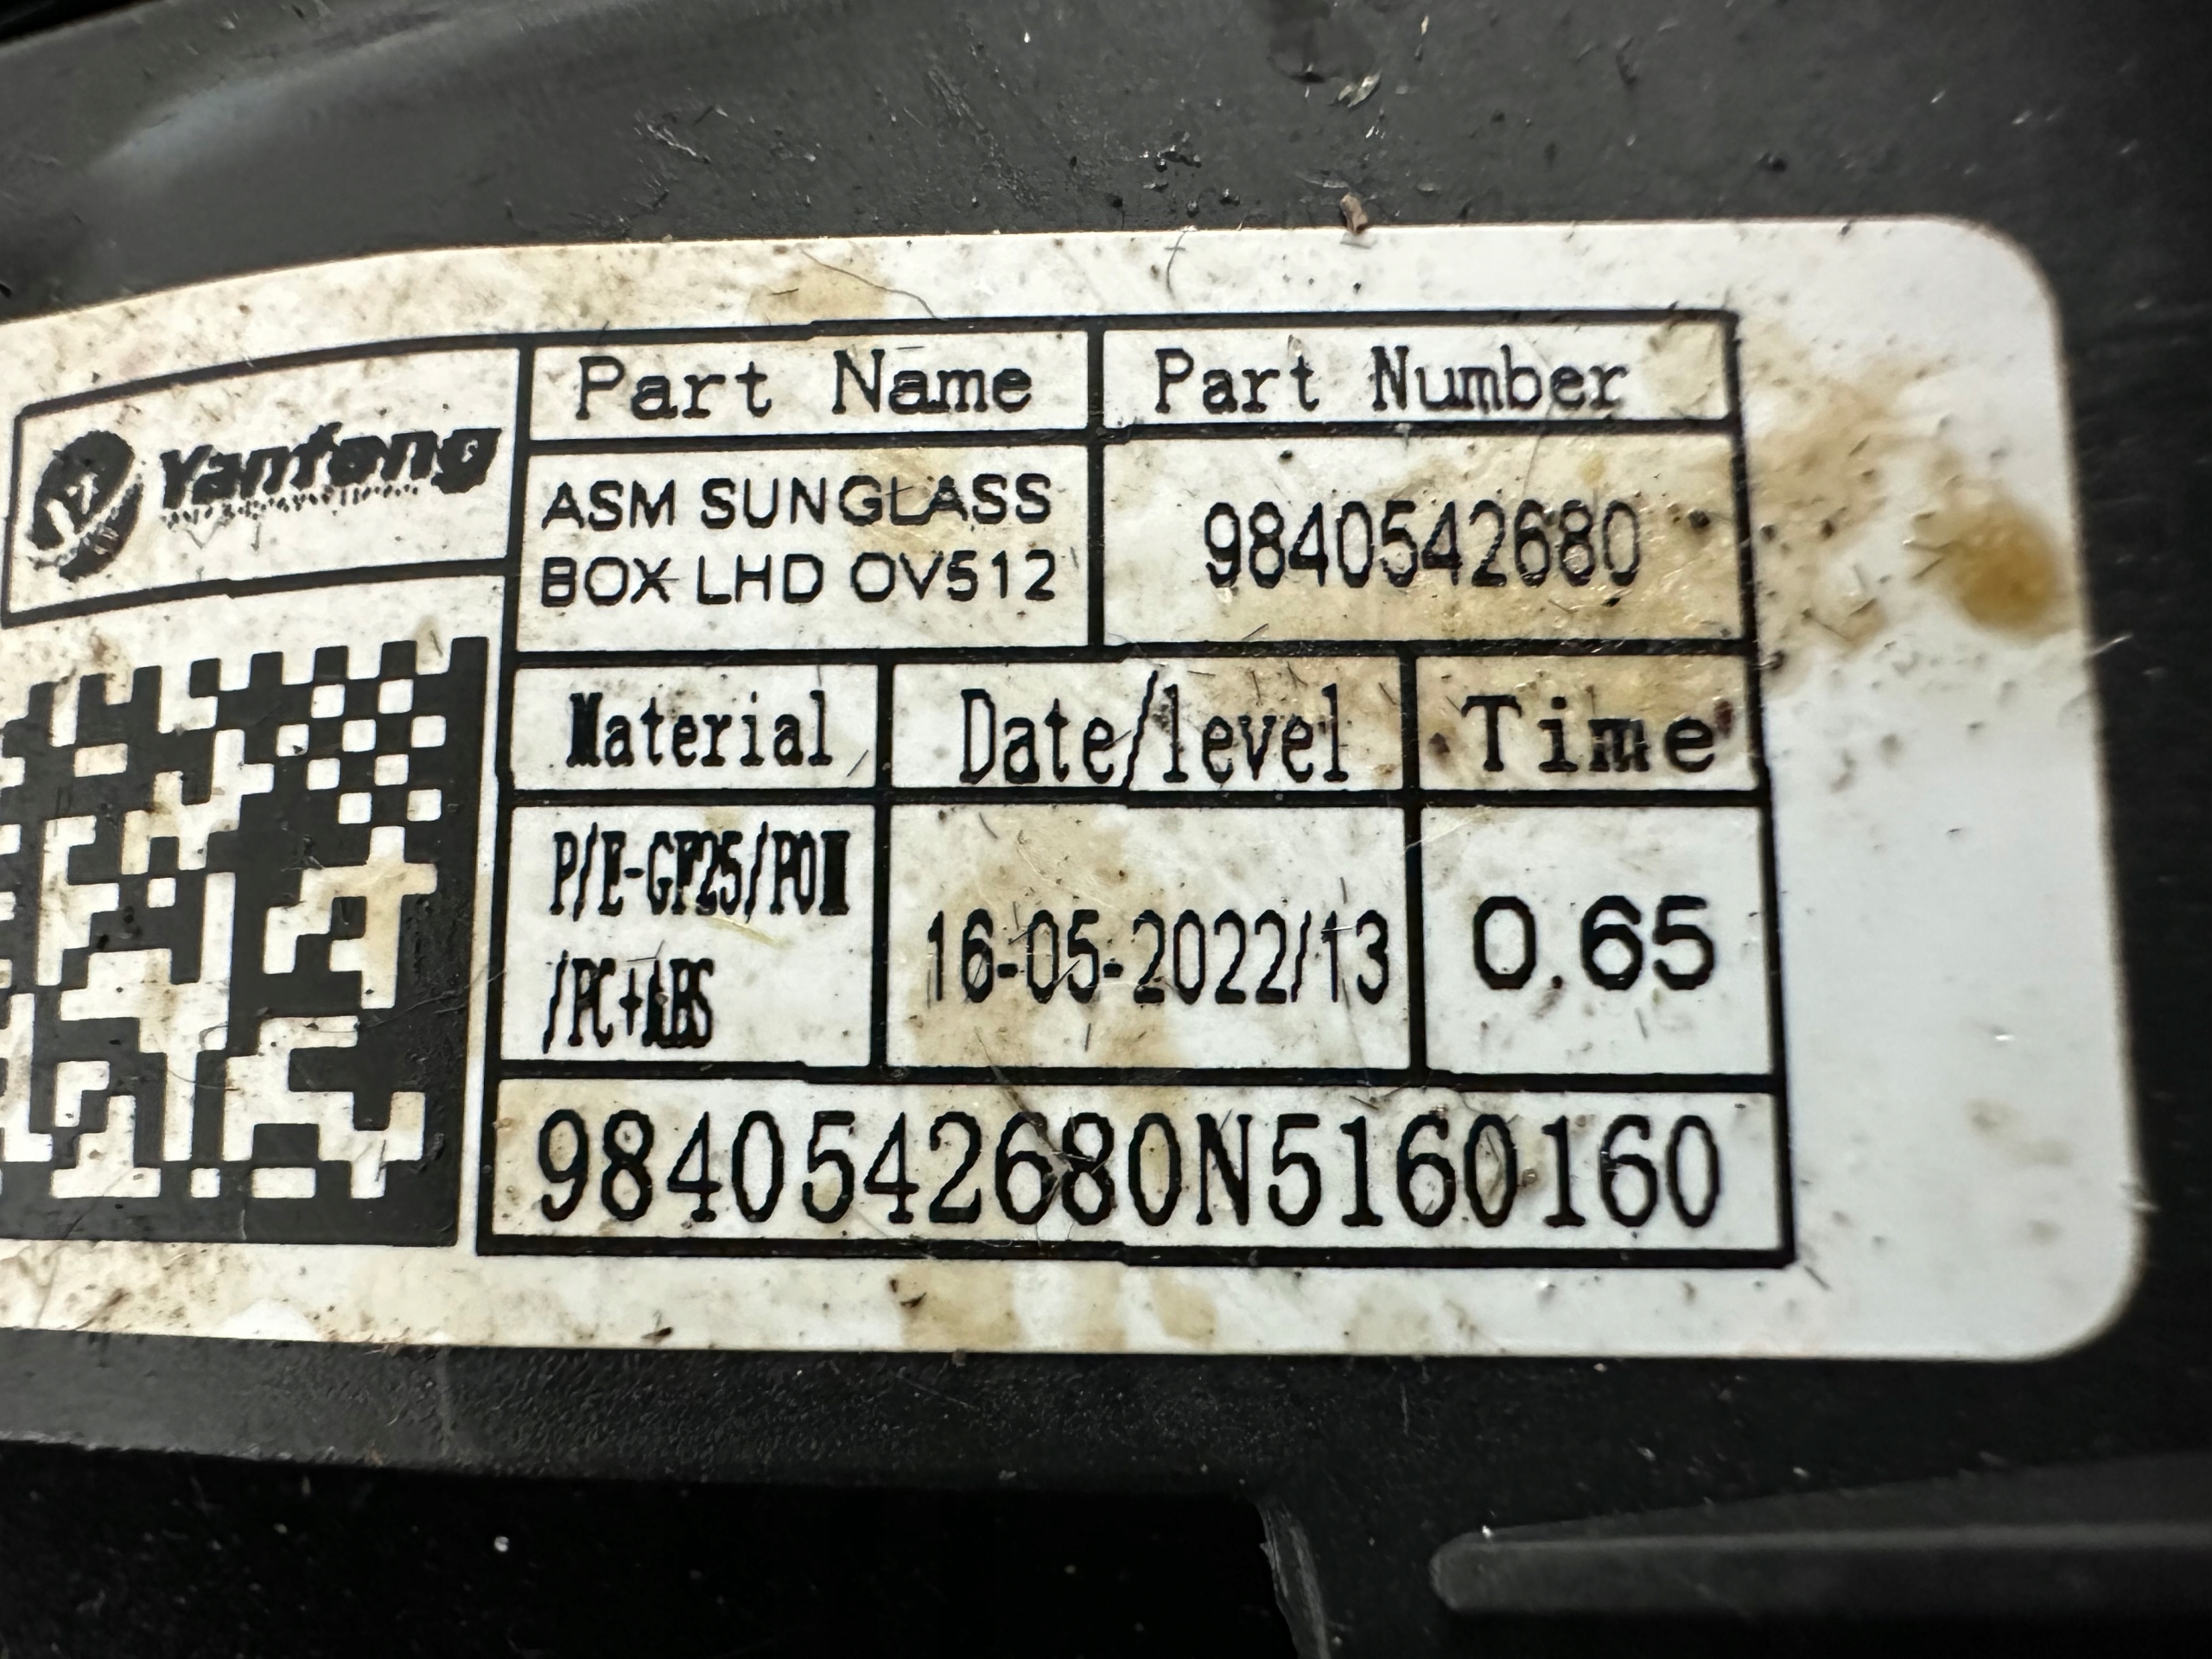 Yanfeng
Part Name
Part Number
ASM SUNGLASS
BOX LHD OV512
9840542680
Material
Date/level
Time
P/E-GF25/POM
/PC+ABS
16-05-2022/13
0.65
9840542680N5160160